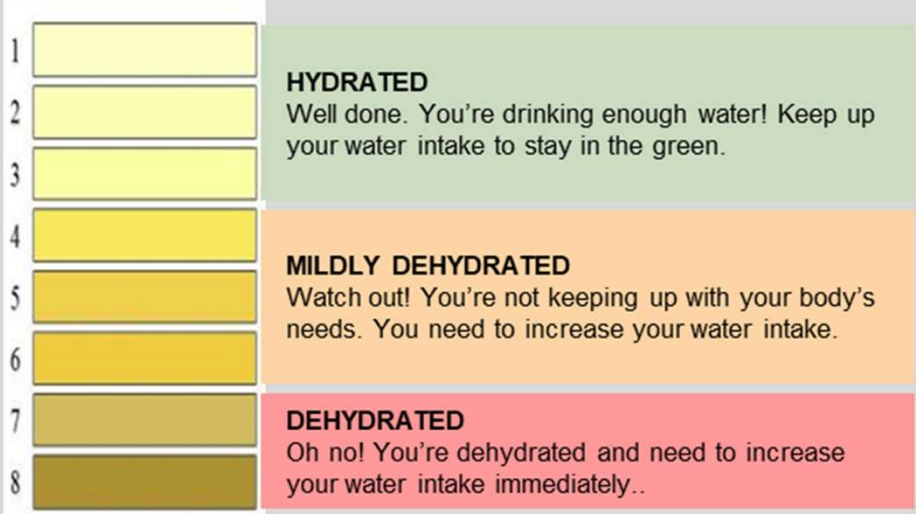 1
2
3
HYDRATED
Well done. You're drinking enough water! Keep up
your water intake to stay in the green.
4
5
6
MILDLY DEHYDRATED
Watch out! You're not keeping up with your body's
needs. You need to increase your water intake.
7
8
DEHYDRATED
Oh no! You're dehydrated and need to increase
your water intake immediately..